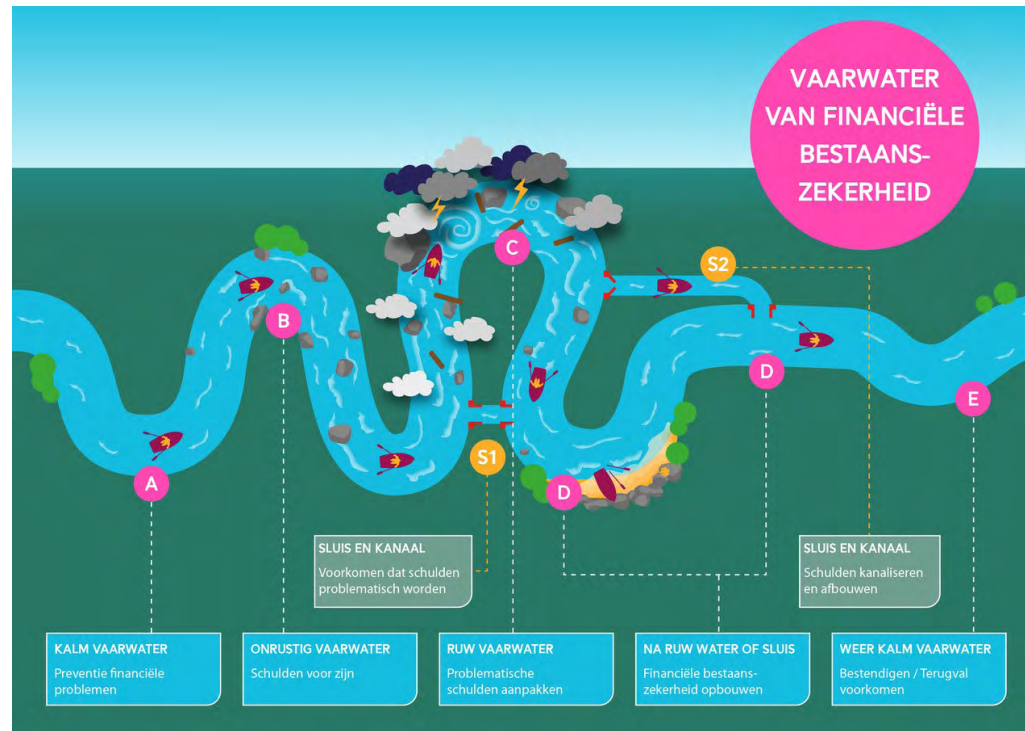 VAARWATER
VAN FINANCIËLE
BESTAANS-
ZEKERHEID
S2
C
B
D
E
A
S1
D
SLUIS EN KANAAL
Voorkomen dat schulden
problematisch worden
SLUIS EN KANAAL
Schulden kanaliseren
en afbouwen
KALM VAARWATER
Preventie financiële
problemen
ONRUSTIG VAARWATER
Schulden voor zijn
RUW VAARWATER
Problematische
schulden aanpakken
NA RUW WATER OF SLUIS
Financiële bestaans-
zekerheid opbouwen
WEER KALM VAARWATER
Bestendigen / Terugval
voorkomen